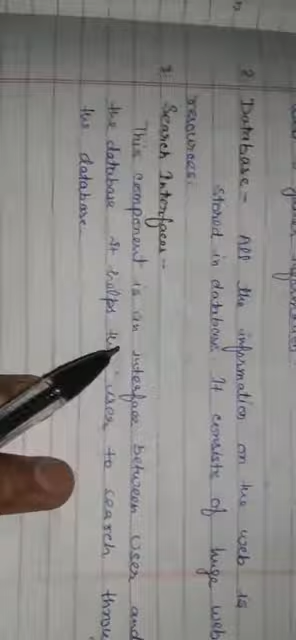 2. Database - All the information on the web is
stored in database. It consists of huge web
resources.
3. Search Interfaces -
This component is an interface between user and
the database. It helps the user to search throu
the database